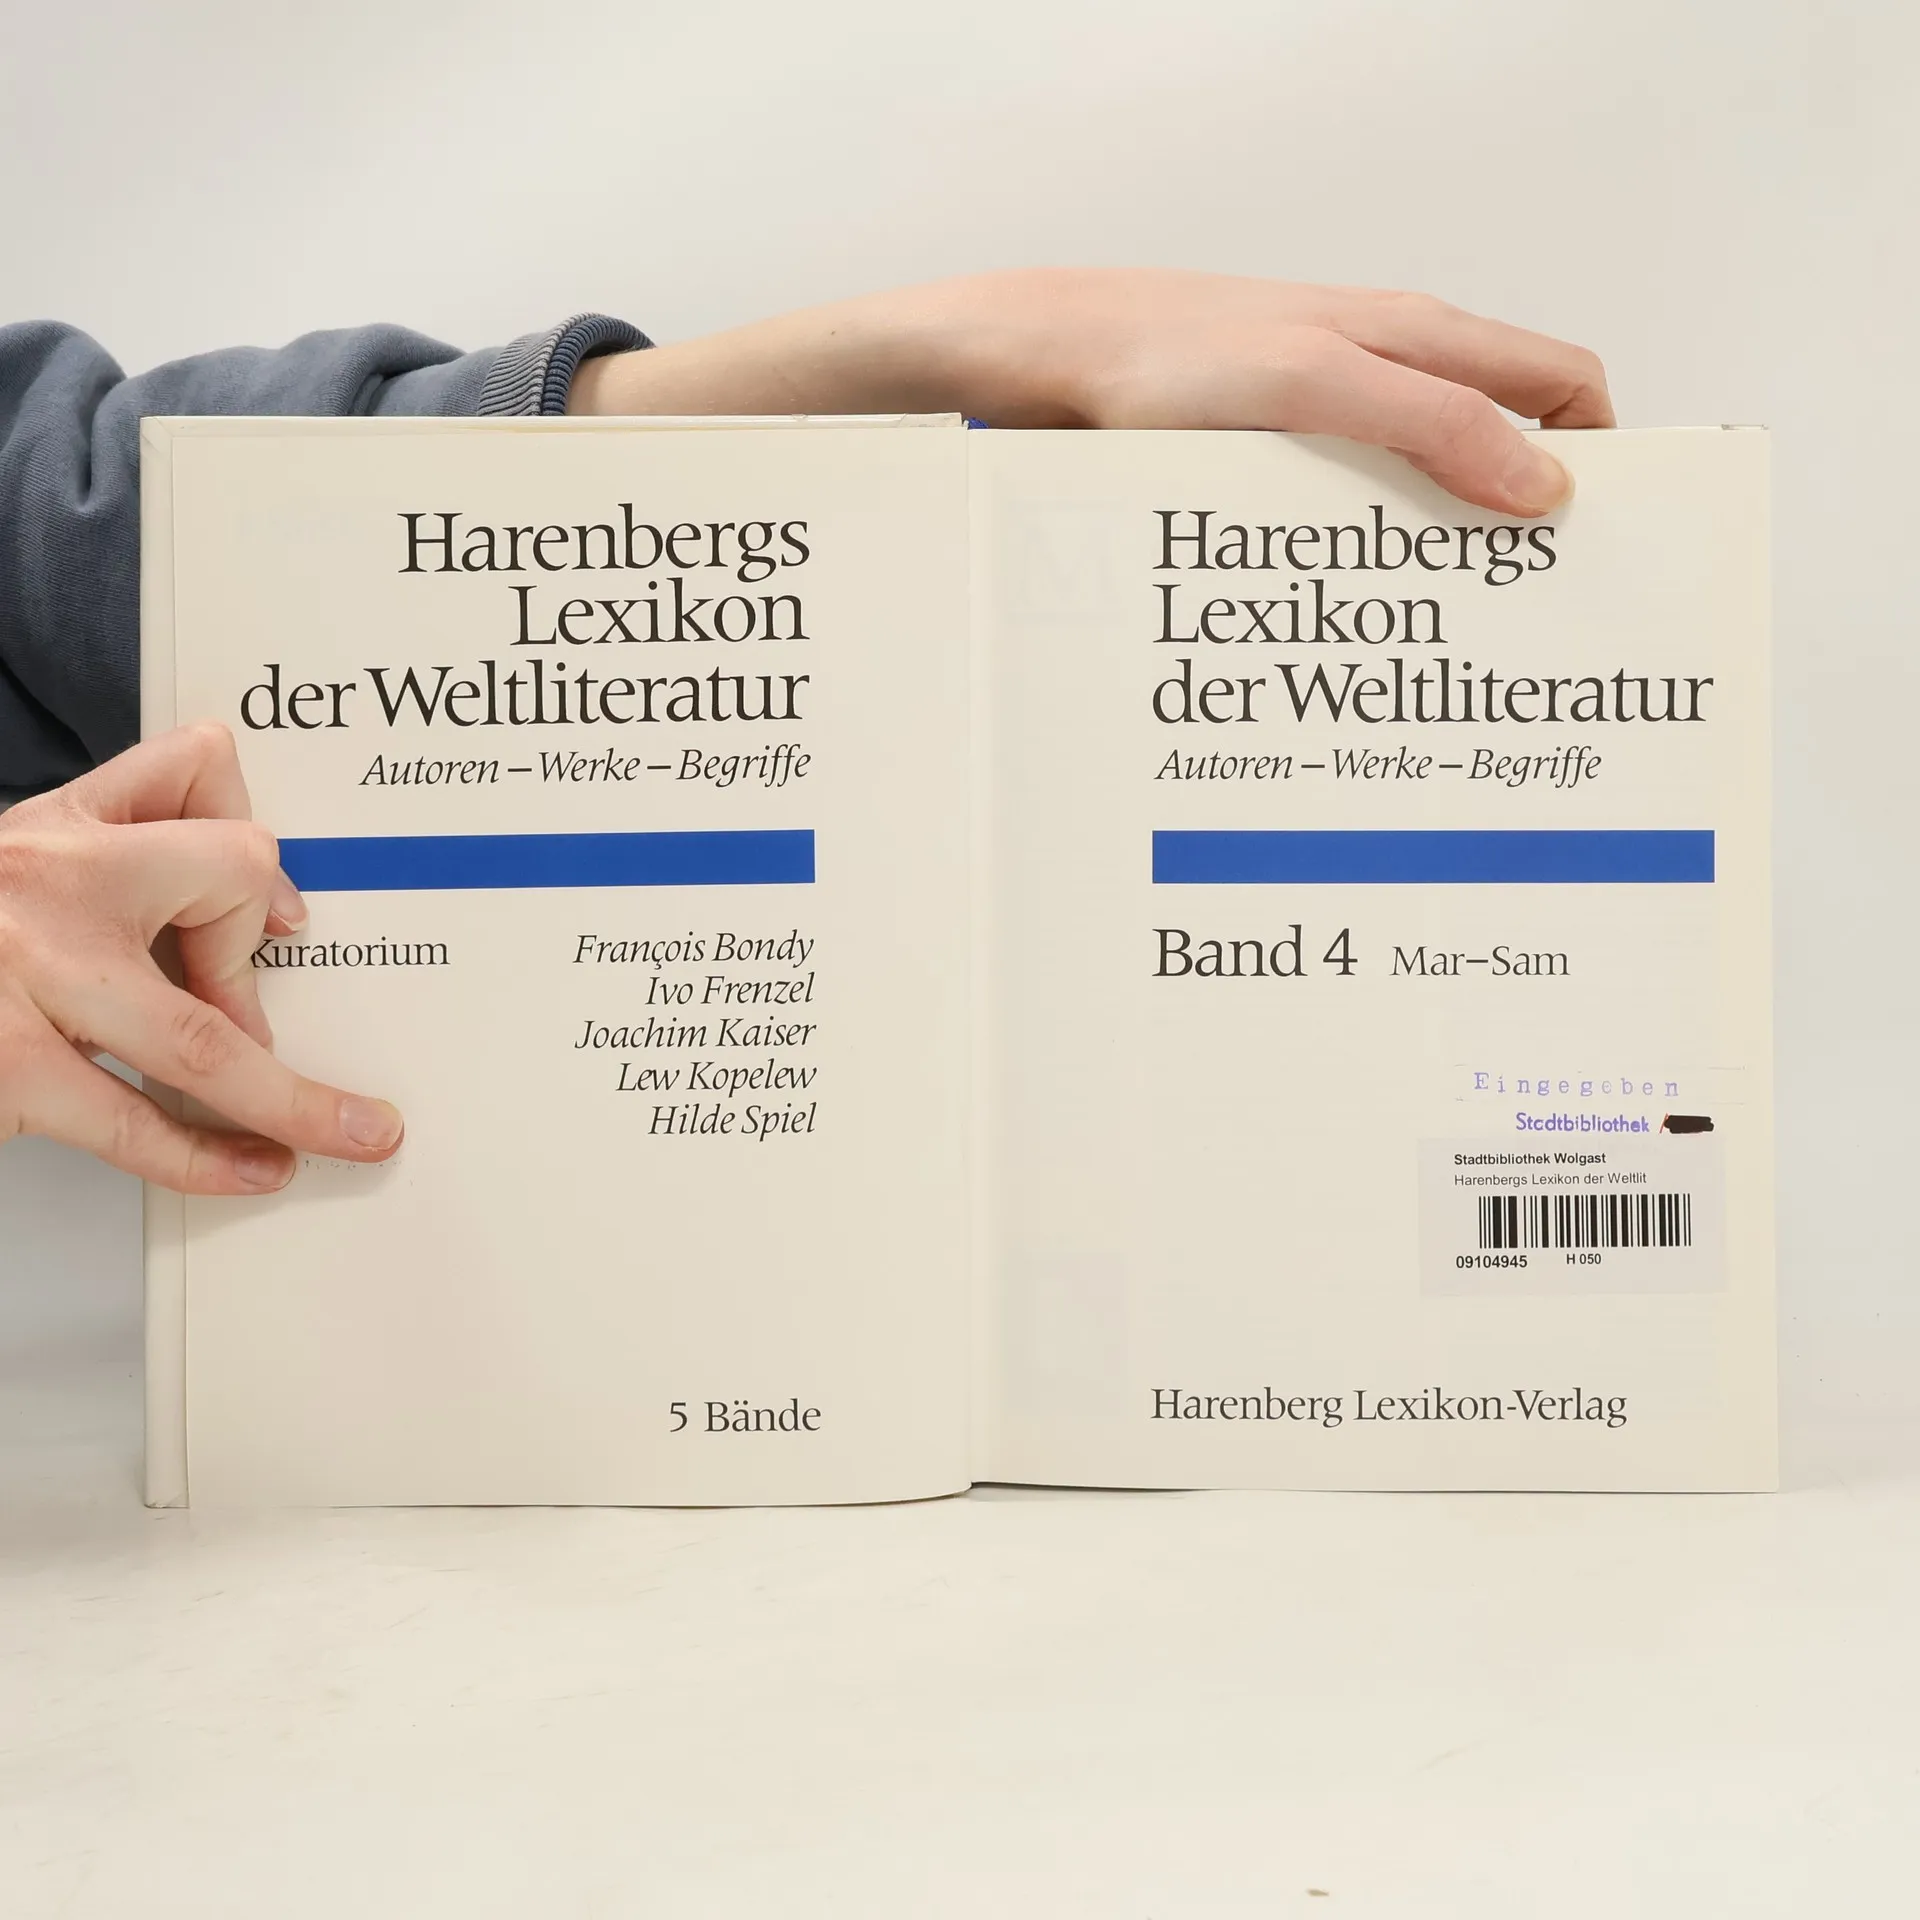 Harenbergs
Lexikon
der Weltliteratur
Autoren – Werke – Begriffe
Kuratorium
François Bondy
Ivo Frenzel
Joachim Kaiser
Lew Kopelew
Hilde Spiel
5 Bände
Harenbergs
Lexikon
der Weltliteratur
Autoren – Werke – Begriffe
Band 4 Mar–Sam
Eingegeben
Stadtbibliothek
Stadtbibliothek Wolgast
Harenbergs Lexikon der Weltlit
09104945 H 050
Harenberg Lexikon-Verlag